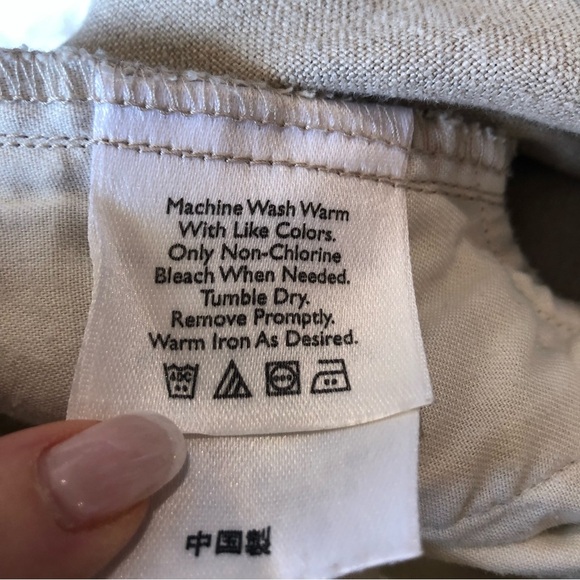 Machine Wash Warm
With Like Colors.
Only Non-Chlorine
Bleach When Needed.
Tumble Dry.
Remove Promptly.
Warm Iron As Desired.
40C
中国製